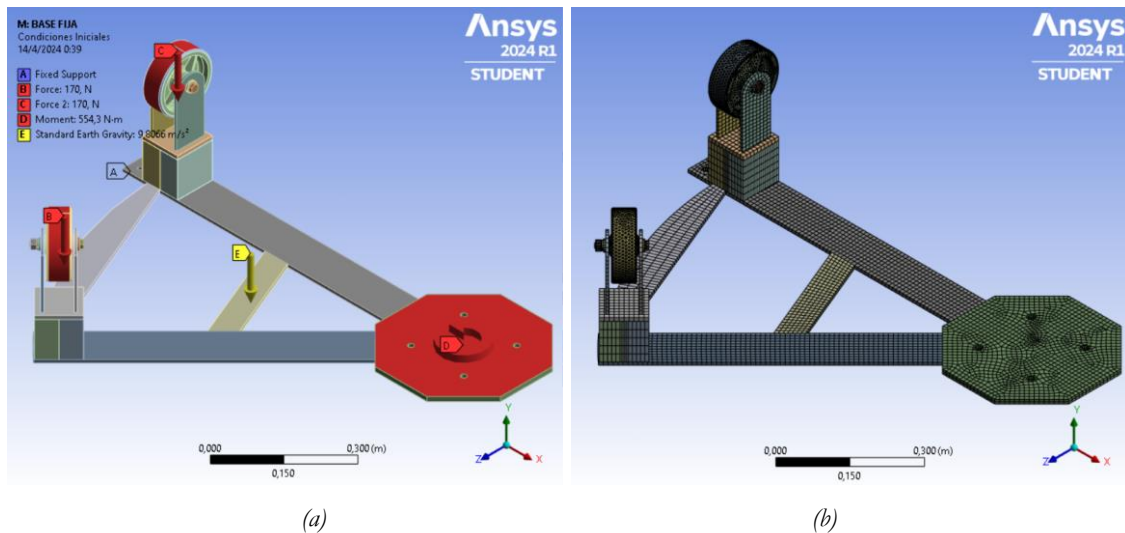 M: BASE FIJA
Condiciones Iniciales
14/4/2024 0:39
A Fixed Support
B Force: 170, N
C Force 2: 170, N
D Moment: 554,3 N·m
E Standard Earth Gravity: 9,8066 m/s²
Ansys
2024 R1
STUDENT
C
A
B
E
D
0,000
0,300 (m)
0,150
Y
Z
X
Ansys
2024 R1
STUDENT
0,000
0,300 (m)
0,150
Y
Z
X
(a)
(b)